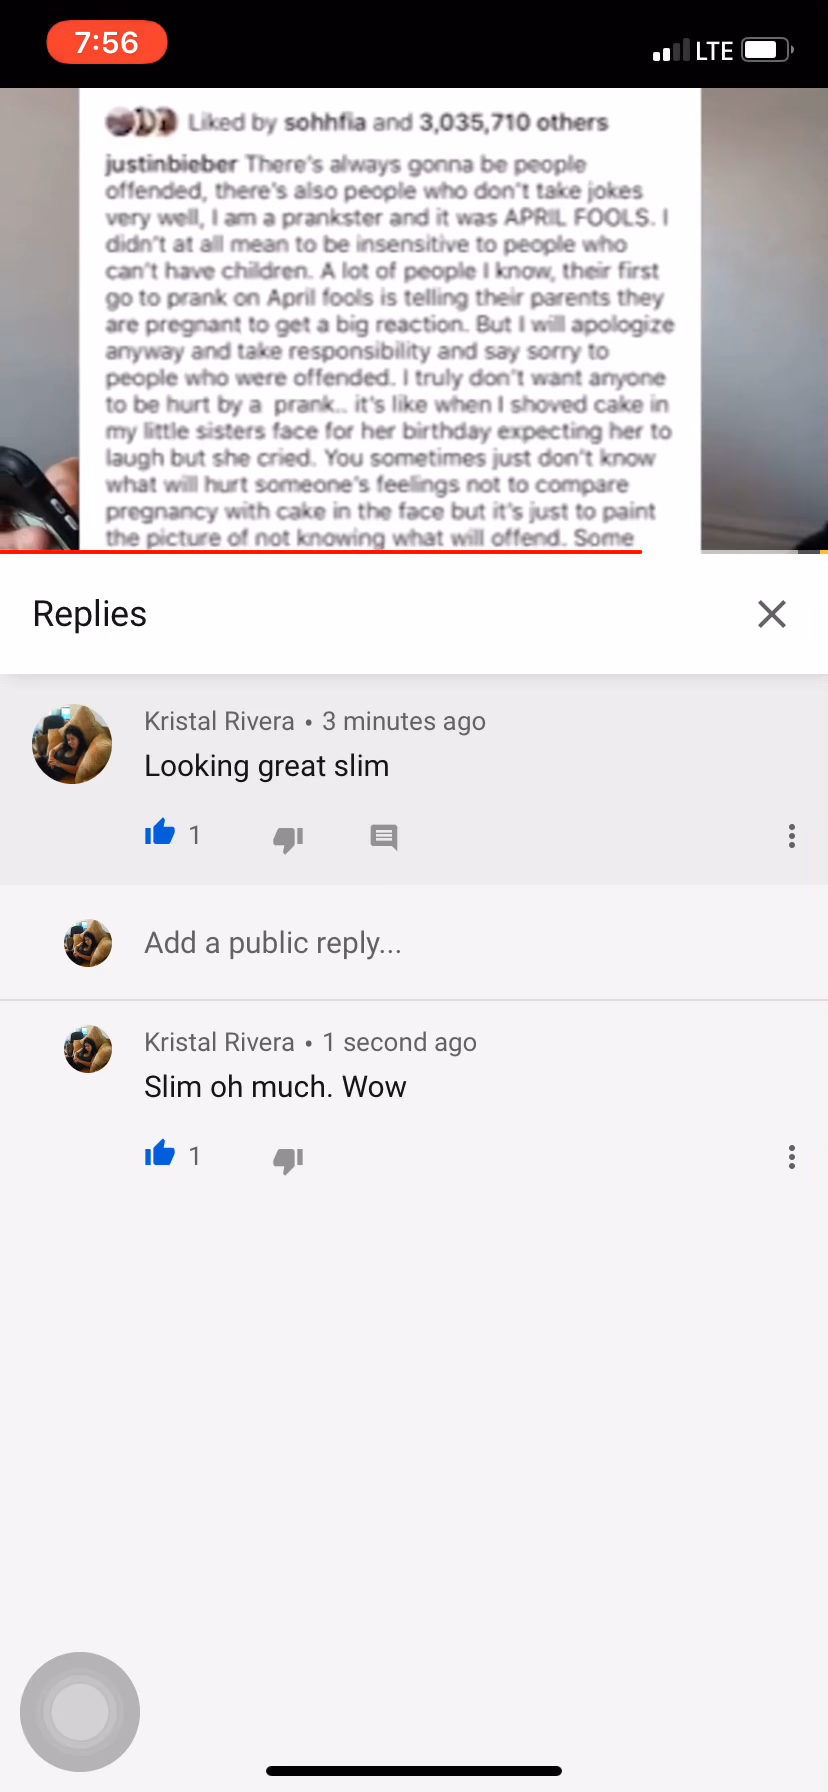 7:56
LTE
Liked by sohhfia and 3,035,710 others
justinbieber There's always gonna be people
offended, there's also people who don't take jokes
very well, I am a prankster and it was APRIL FOOLS. I
didn't at all mean to be insensitive to people who
can't have children. A lot of people I know, their first
go to prank on April fools is telling their parents they
are pregnant to get a big reaction. But I will apologize
anyway and take responsibility and say sorry to
people who were offended. I truly don't want anyone
to be hurt by a prank.. it's like when I shoved cake in
my little sisters face for her birthday expecting her to
laugh but she cried. You sometimes just don't know
what will hurt someone's feelings not to compare
pregnancy with cake in the face but it's just to paint
the picture of not knowing what will offend. Some
Replies
Kristal Rivera • 3 minutes ago
Looking great slim
1
Add a public reply...
Kristal Rivera • 1 second ago
Slim oh much. Wow
1